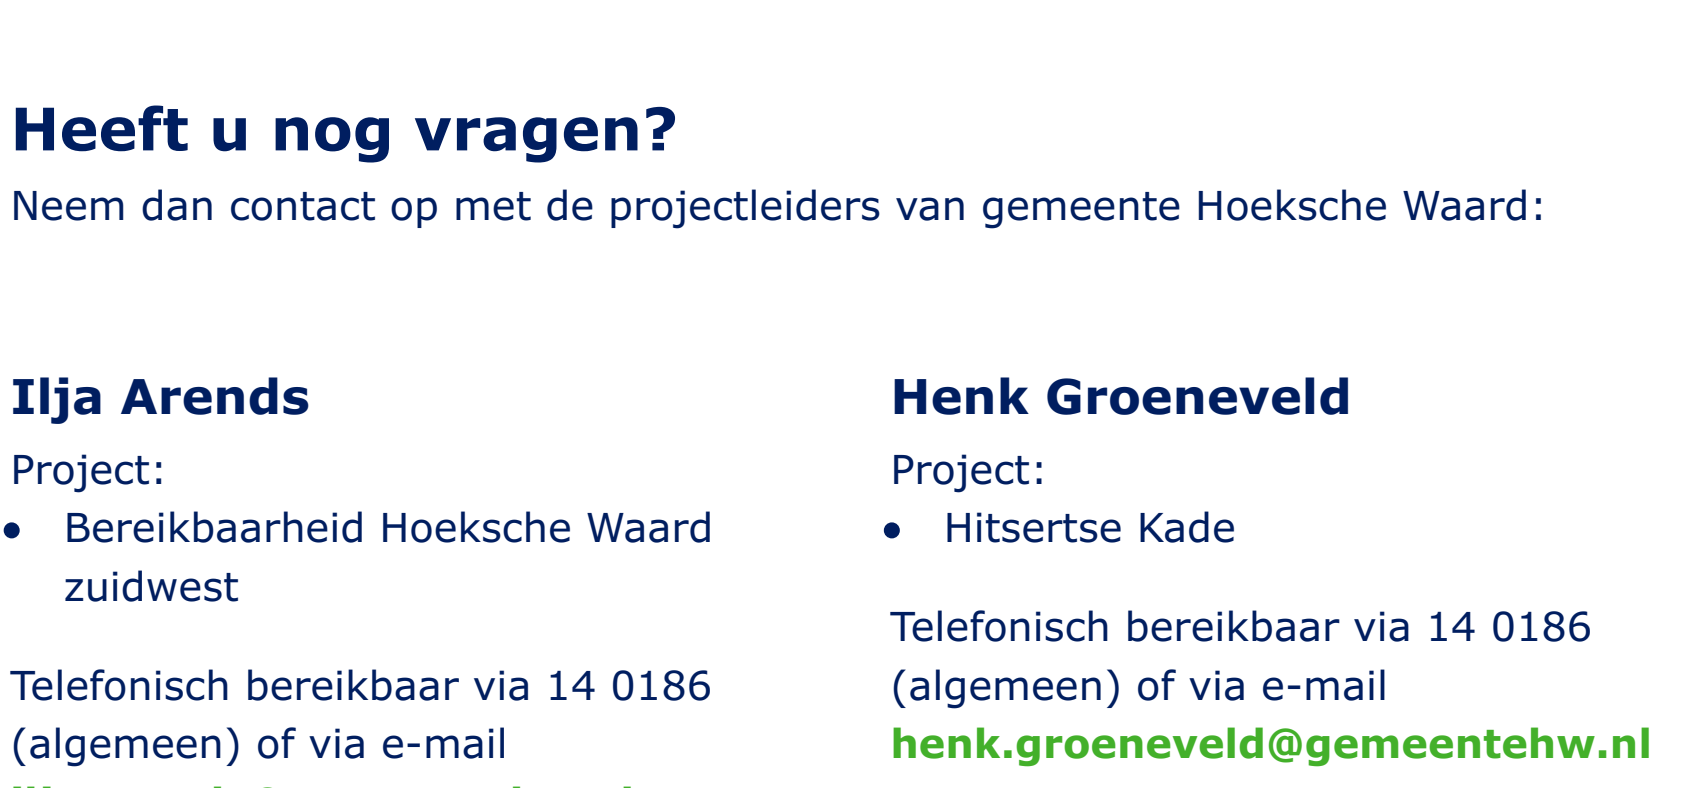 Heeft u nog vragen?
Neem dan contact op met de projectleiders van gemeente Hoeksche Waard:
Ilja Arends
Project:
• Bereikbaarheid Hoeksche Waard
zuidwest
Telefonisch bereikbaar via 14 0186
(algemeen) of via e-mail
Henk Groeneveld
Project:
• Hitsertse Kade
Telefonisch bereikbaar via 14 0186
(algemeen) of via e-mail
henk.groeneveld@gemeentehw.nl